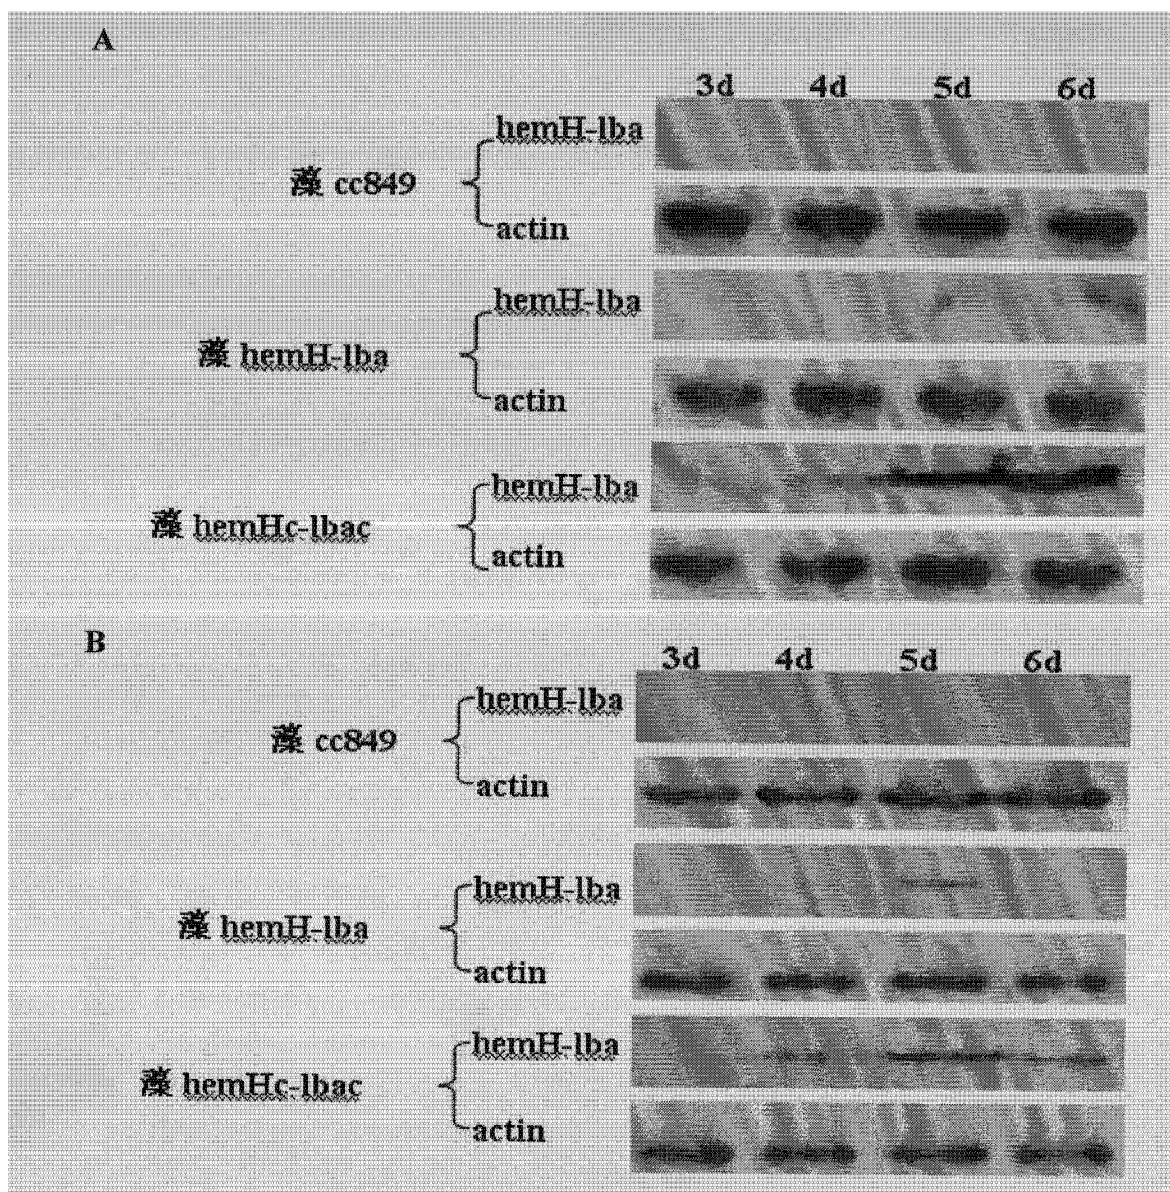 A
3d 4d 5d 6d
hemH-lba
藻 cc849
actin
hemH-lba
藻 hemH-lba
actin
hemH-lba
藻 hemHc-lbac
actin
B
3d 4d 5d 6d
hemH-lba
藻 cc849
actin
hemH-lba
藻 hemH-lba
actin
hemH-lba
藻 hemHc-lbac
actin